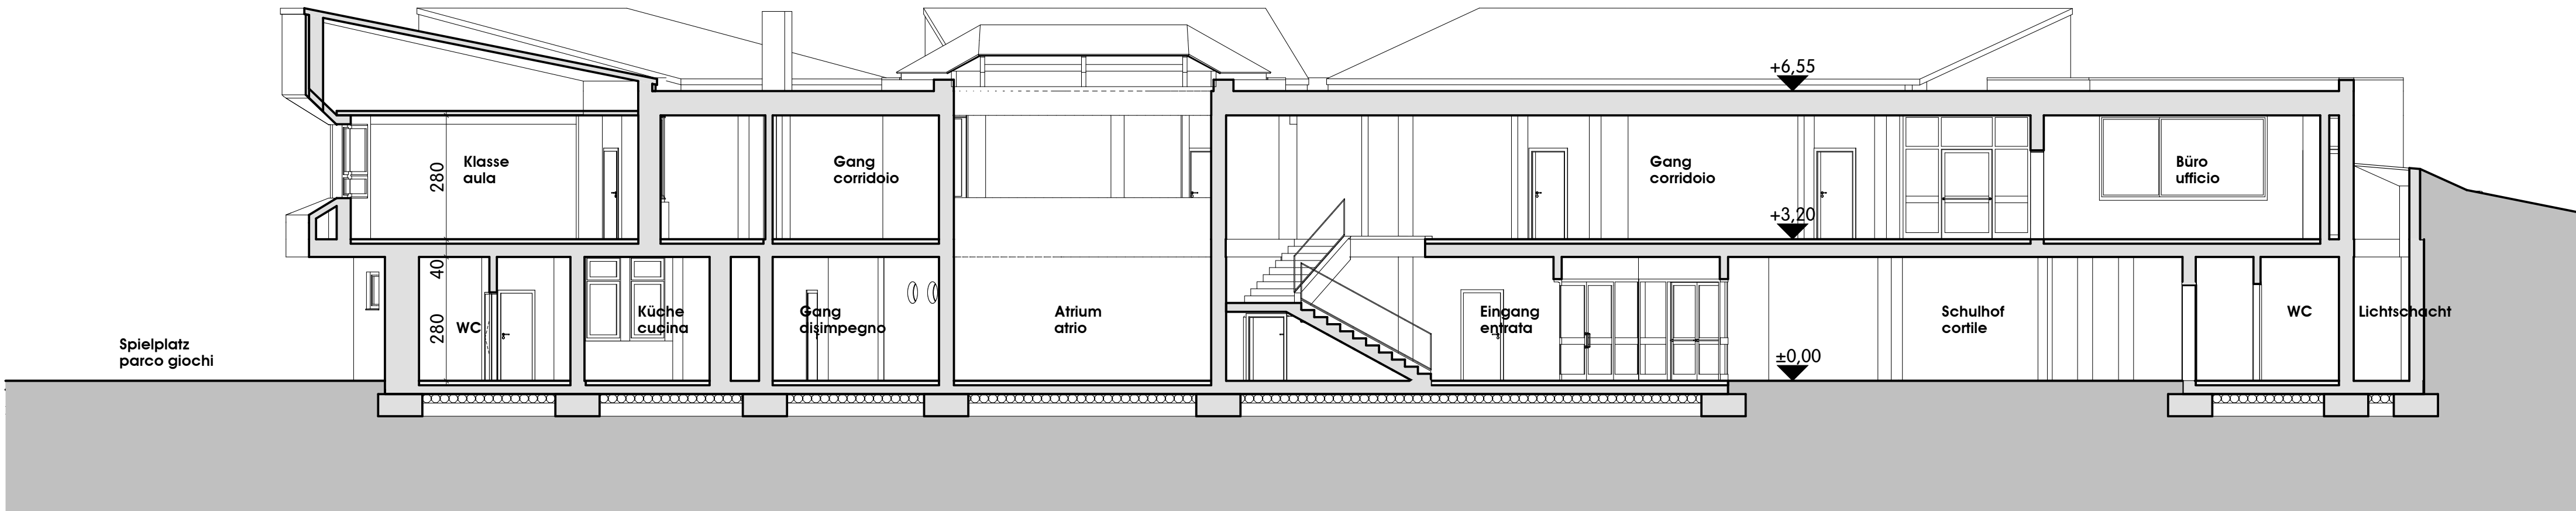 +6,55
Klasse
aula
280
Gang
corridoio
Gang
corridoio
Büro
ufficio
+3,20
40
280
WC
Küche
cucina
Gang
disimpegno
Atrium
atrio
Eingang
entrata
Schulhof
cortile
WC
Lichtschacht
±0,00
Spielplatz
parco giochi